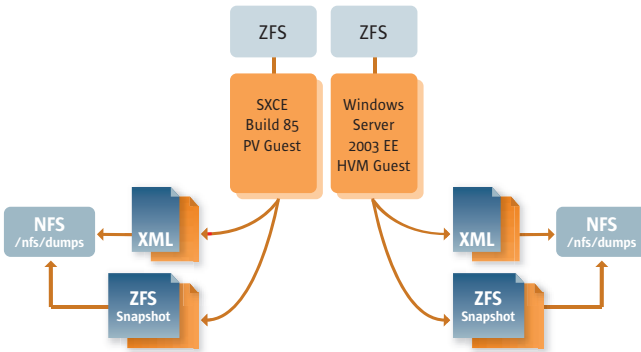 ZFS
ZFS
SXCE
Build 85
PV Guest
Windows
Server
2003 EE
HVM Guest
NFS
/nfs/dumps
XML
XML
NFS
/nfs/dumps
ZFS
Snapshot
ZFS
Snapshot